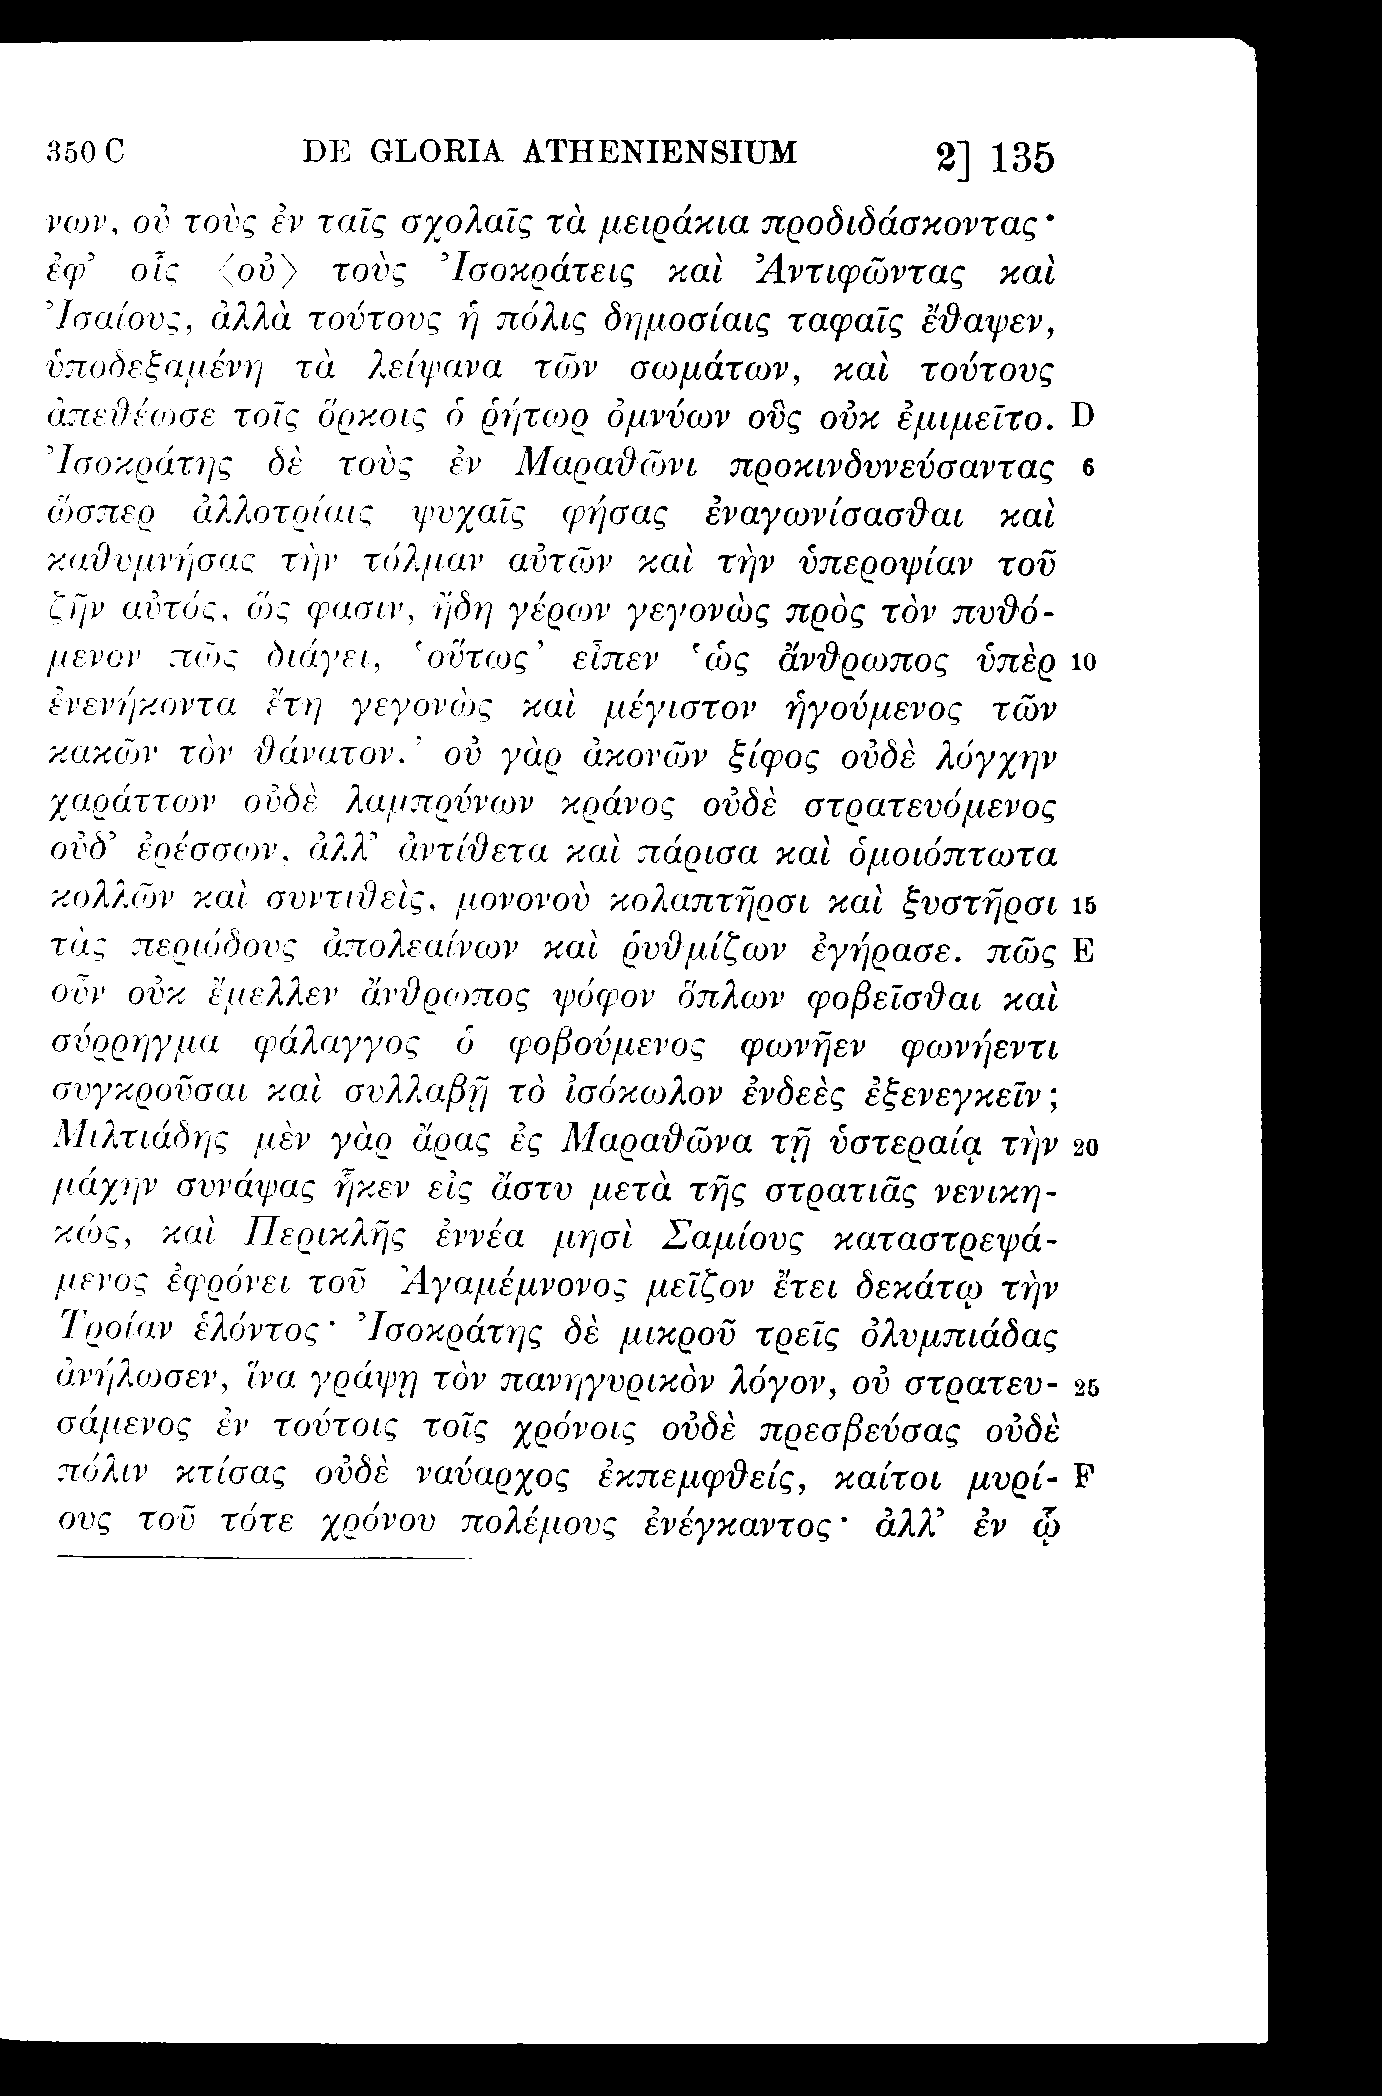 350 C DE GLORIA ATHENIENSIUM 2] 135
νων, οὐ τοὺς ἐν ταῖς σχολαῖς τὰ μειράκια προδιδάσκοντας·
ἐφ’ οἷς 〈οὐ〉 τοὺς Ἰσοκράτεις καὶ Ἀντιφῶντας καὶ
Ἰσαίους, ἀλλὰ τούτους ἡ πόλις δημοσίαις ταφαῖς ἔθαψεν,
ὑποδεξαμένη τὰ λείψανα τῶν σωμάτων, καὶ τούτους
ἀπεθέωσε τοῖς ὅρκοις ὁ ῥήτωρ ὀμνύων οὓς οὐκ ἐμιμεῖτο. D
Ἰσοκράτης δὲ τοὺς ἐν Μαραθῶνι προκινδυνεύσαντας 6
ὥσπερ ἀλλοτρίαις ψυχαῖς φήσας ἐναγωνίσασθαι καὶ
καθυμνήσας τὴν τόλμαν αὐτῶν καὶ τὴν ὑπεροψίαν τοῦ
ζῆν αὐτός, ὥς φασιν, ἤδη γέρων γεγονὼς πρὸς τὸν πυθό-
μενον πῶς διάγει, ‘οὕτως’ εἶπεν ‘ὡς ἄνθρωπος ὑπὲρ 10
ἐνενήκοντα ἔτη γεγονὼς καὶ μέγιστον ἡγούμενος τῶν
κακῶν τὸν θάνατον.’ οὐ γὰρ ἀκονῶν ξίφος οὐδὲ λόγχην
χαράττων οὐδὲ λαμπρύνων κράνος οὐδὲ στρατευόμενος
οὐδ’ ἐρέσσων, ἀλλ’ ἀντίθετα καὶ πάρισα καὶ ὁμοιόπτωτα
κολλῶν καὶ συντιθεὶς, μονονοὺ κολαπτῆρσι καὶ ξυστῆρσι 15
τὰς περιόδους ἀπολεαίνων καὶ ῥυθμίζων ἐγήρασε. πῶς E
οὖν οὐκ ἔμελλεν ἄνθρωπος ψόφον ὅπλων φοβεῖσθαι καὶ
σύρρηγμα φάλαγγος ὁ φοβούμενος φωνῆεν φωνήεντι
συγκροῦσαι καὶ συλλαβῇ τὸ ἰσόκωλον ἐνδεὲς ἐξενεγκεῖν;
Μιλτιάδης μὲν γὰρ ἄρας ἐς Μαραθῶνα τῇ ὑστεραίᾳ τὴν 20
μάχην συνάψας ἧκεν εἰς ἄστυ μετὰ τῆς στρατιᾶς νενικη-
κώς, καὶ Περικλῆς ἐννέα μησὶ Σαμίους καταστρεψά-
μενος ἐφρόνει τοῦ Ἀγαμέμνονος μεῖζον ἔτει δεκάτῳ τὴν
Τροίαν ἑλόντος· Ἰσοκράτης δὲ μικροῦ τρεῖς ὀλυμπιάδας
ἀνήλωσεν, ἵνα γράψῃ τὸν πανηγυρικὸν λόγον, οὐ στρατευ- 25
σάμενος ἐν τούτοις τοῖς χρόνοις οὐδὲ πρεσβεύσας οὐδὲ
πόλιν κτίσας οὐδὲ ναύαρχος ἐκπεμφθείς, καίτοι μυρί- F
ους τοῦ τότε χρόνου πολέμους ἐνέγκαντος· ἀλλ’ ἐν ᾧ